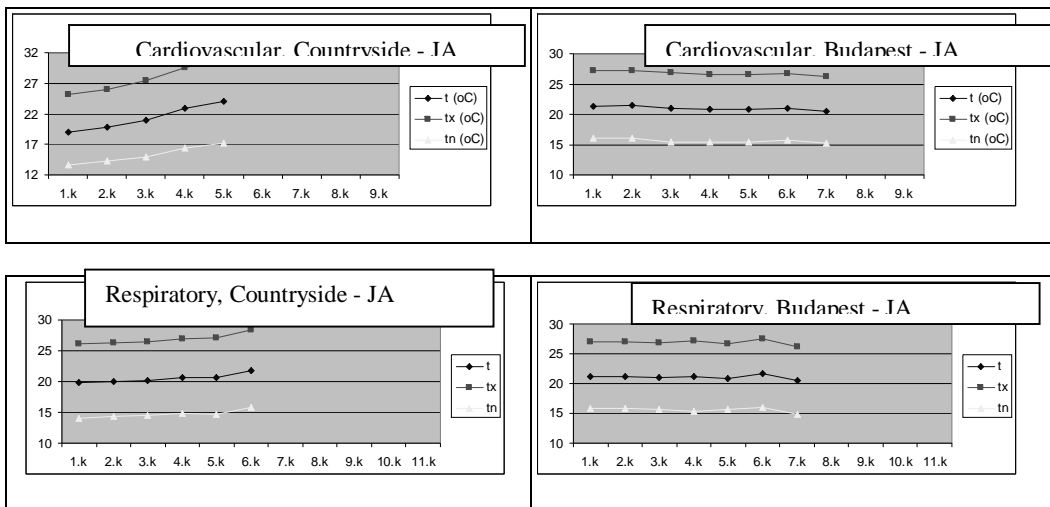 Cardiovascular, Countryside - JA
32
27
22
17
12
1.k 2.k 3.k 4.k 5.k 6.k 7.k 8.k 9.k
t (oC)
tx (oC)
tn (oC)
Cardiovascular, Budapest - JA
30
25
20
15
10
1.k 2.k 3.k 4.k 5.k 6.k 7.k 8.k 9.k
t (oC)
tx (oC)
tn (oC)
Respiratory, Countryside - JA
30
25
20
15
10
1.k 2.k 3.k 4.k 5.k 6.k 7.k 8.k 9.k 10.k 11.k
t
tx
tn
Respiratory, Budapest - JA
30
25
20
15
10
1.k 2.k 3.k 4.k 5.k 6.k 7.k 8.k 9.k 10.k 11.k
t
tx
tn